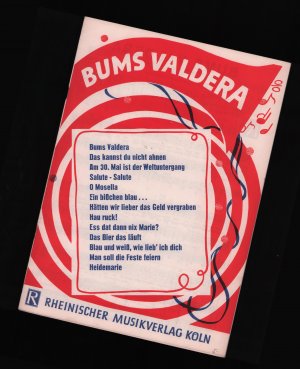 BUMS VALDERA
Bums Valdera
Das kannst du nicht ahnen
Am 30. Mai ist der Weltuntergang
Salute - Salute
O Mosella
Ein bißchen blau . . .
Hätten wir lieber das Geld vergraben
Hau ruck!
Ess dat dann nix Marie?
Das Bier das läuft
Blau und weiß, wie lieb' ich dich
Man soll die Feste feiern
Heidemarie
R RHEINISCHER MUSIKVERLAG KÖLN